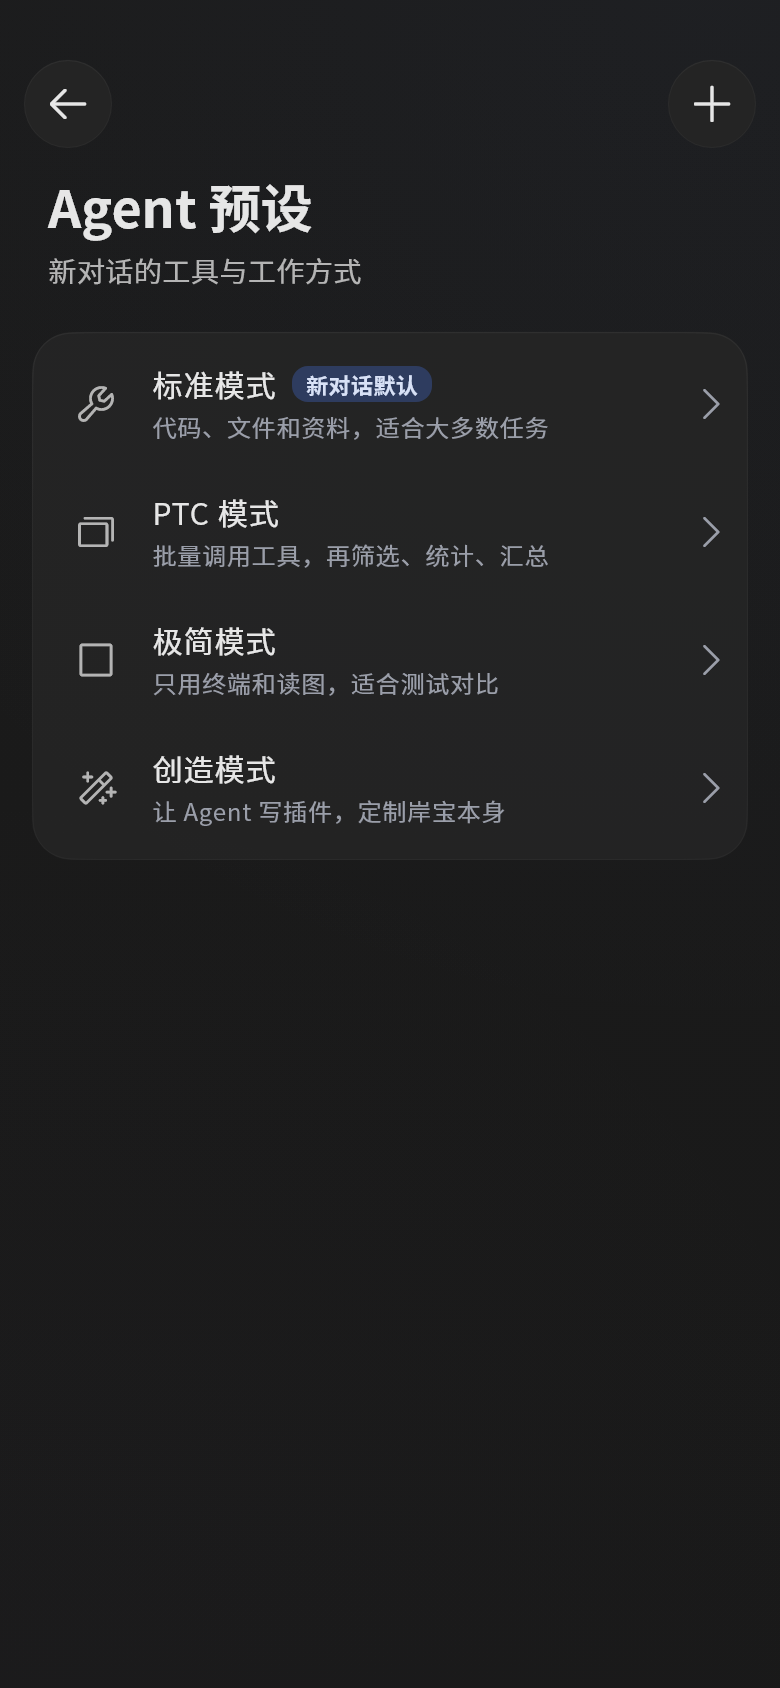 Agent 预设
新对话的工具与工作方式
标准模式 新对话默认
代码、文件和资料，适合大多数任务
PTC 模式
批量调用工具，再筛选、统计、汇总
极简模式
只用终端和读图，适合测试对比
创造模式
让 Agent 写插件，定制岸宝本身